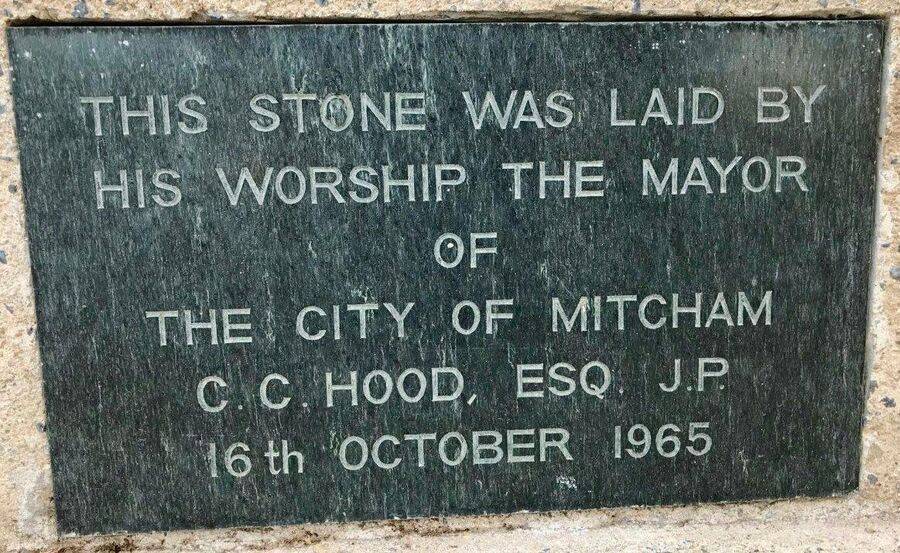 THIS STONE WAS LAID BY
HIS WORSHIP THE MAYOR
OF
THE CITY OF MITCHAM
C. C. HOOD, ESQ. J.P.
16th OCTOBER 1965